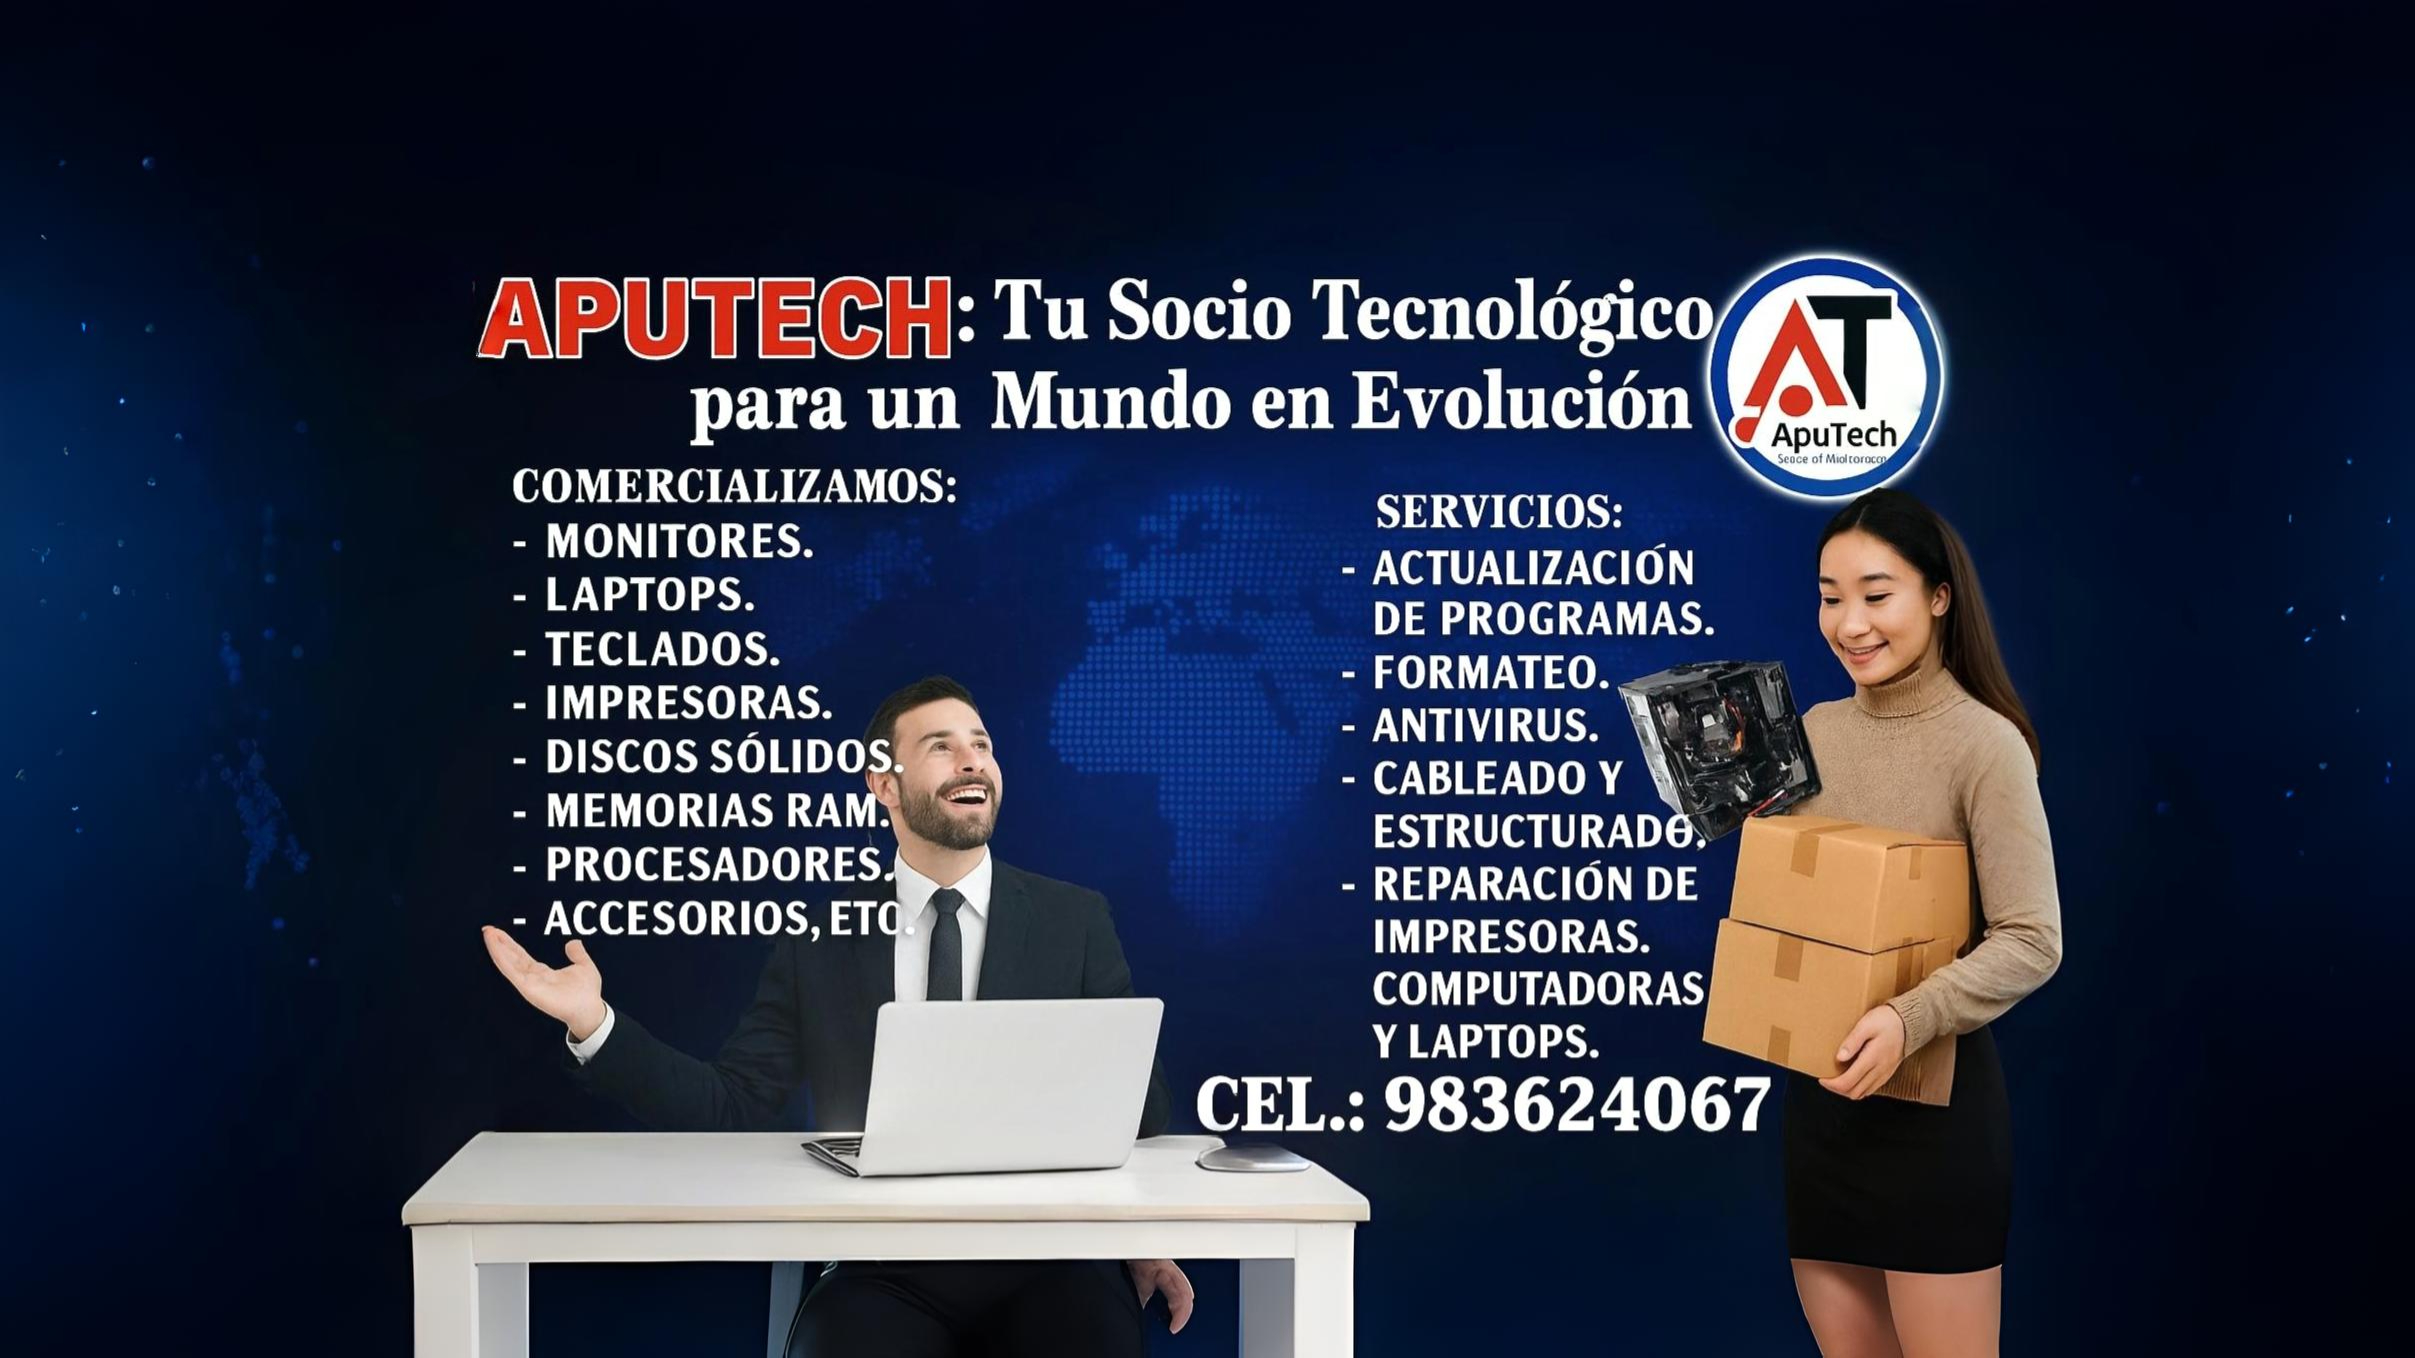 APUTECH: Tu Socio Tecnológico
para un Mundo en Evolución
AT
ApuTech
COMERCIALIZAMOS:
- MONITORES.
- LAPTOPS.
- TECLADOS.
- IMPRESORAS.
- DISCOS SÓLIDOS.
- MEMORIAS RAM.
- PROCESADORES.
- ACCESORIOS, ETC.
SERVICIOS:
- ACTUALIZACIÓN
DE PROGRAMAS.
- FORMATEO.
- ANTIVIRUS.
- CABLEADO Y
ESTRUCTURADO.
- REPARACIÓN DE
IMPRESORAS.
COMPUTADORAS
Y LAPTOPS.
CEL.: 983624067